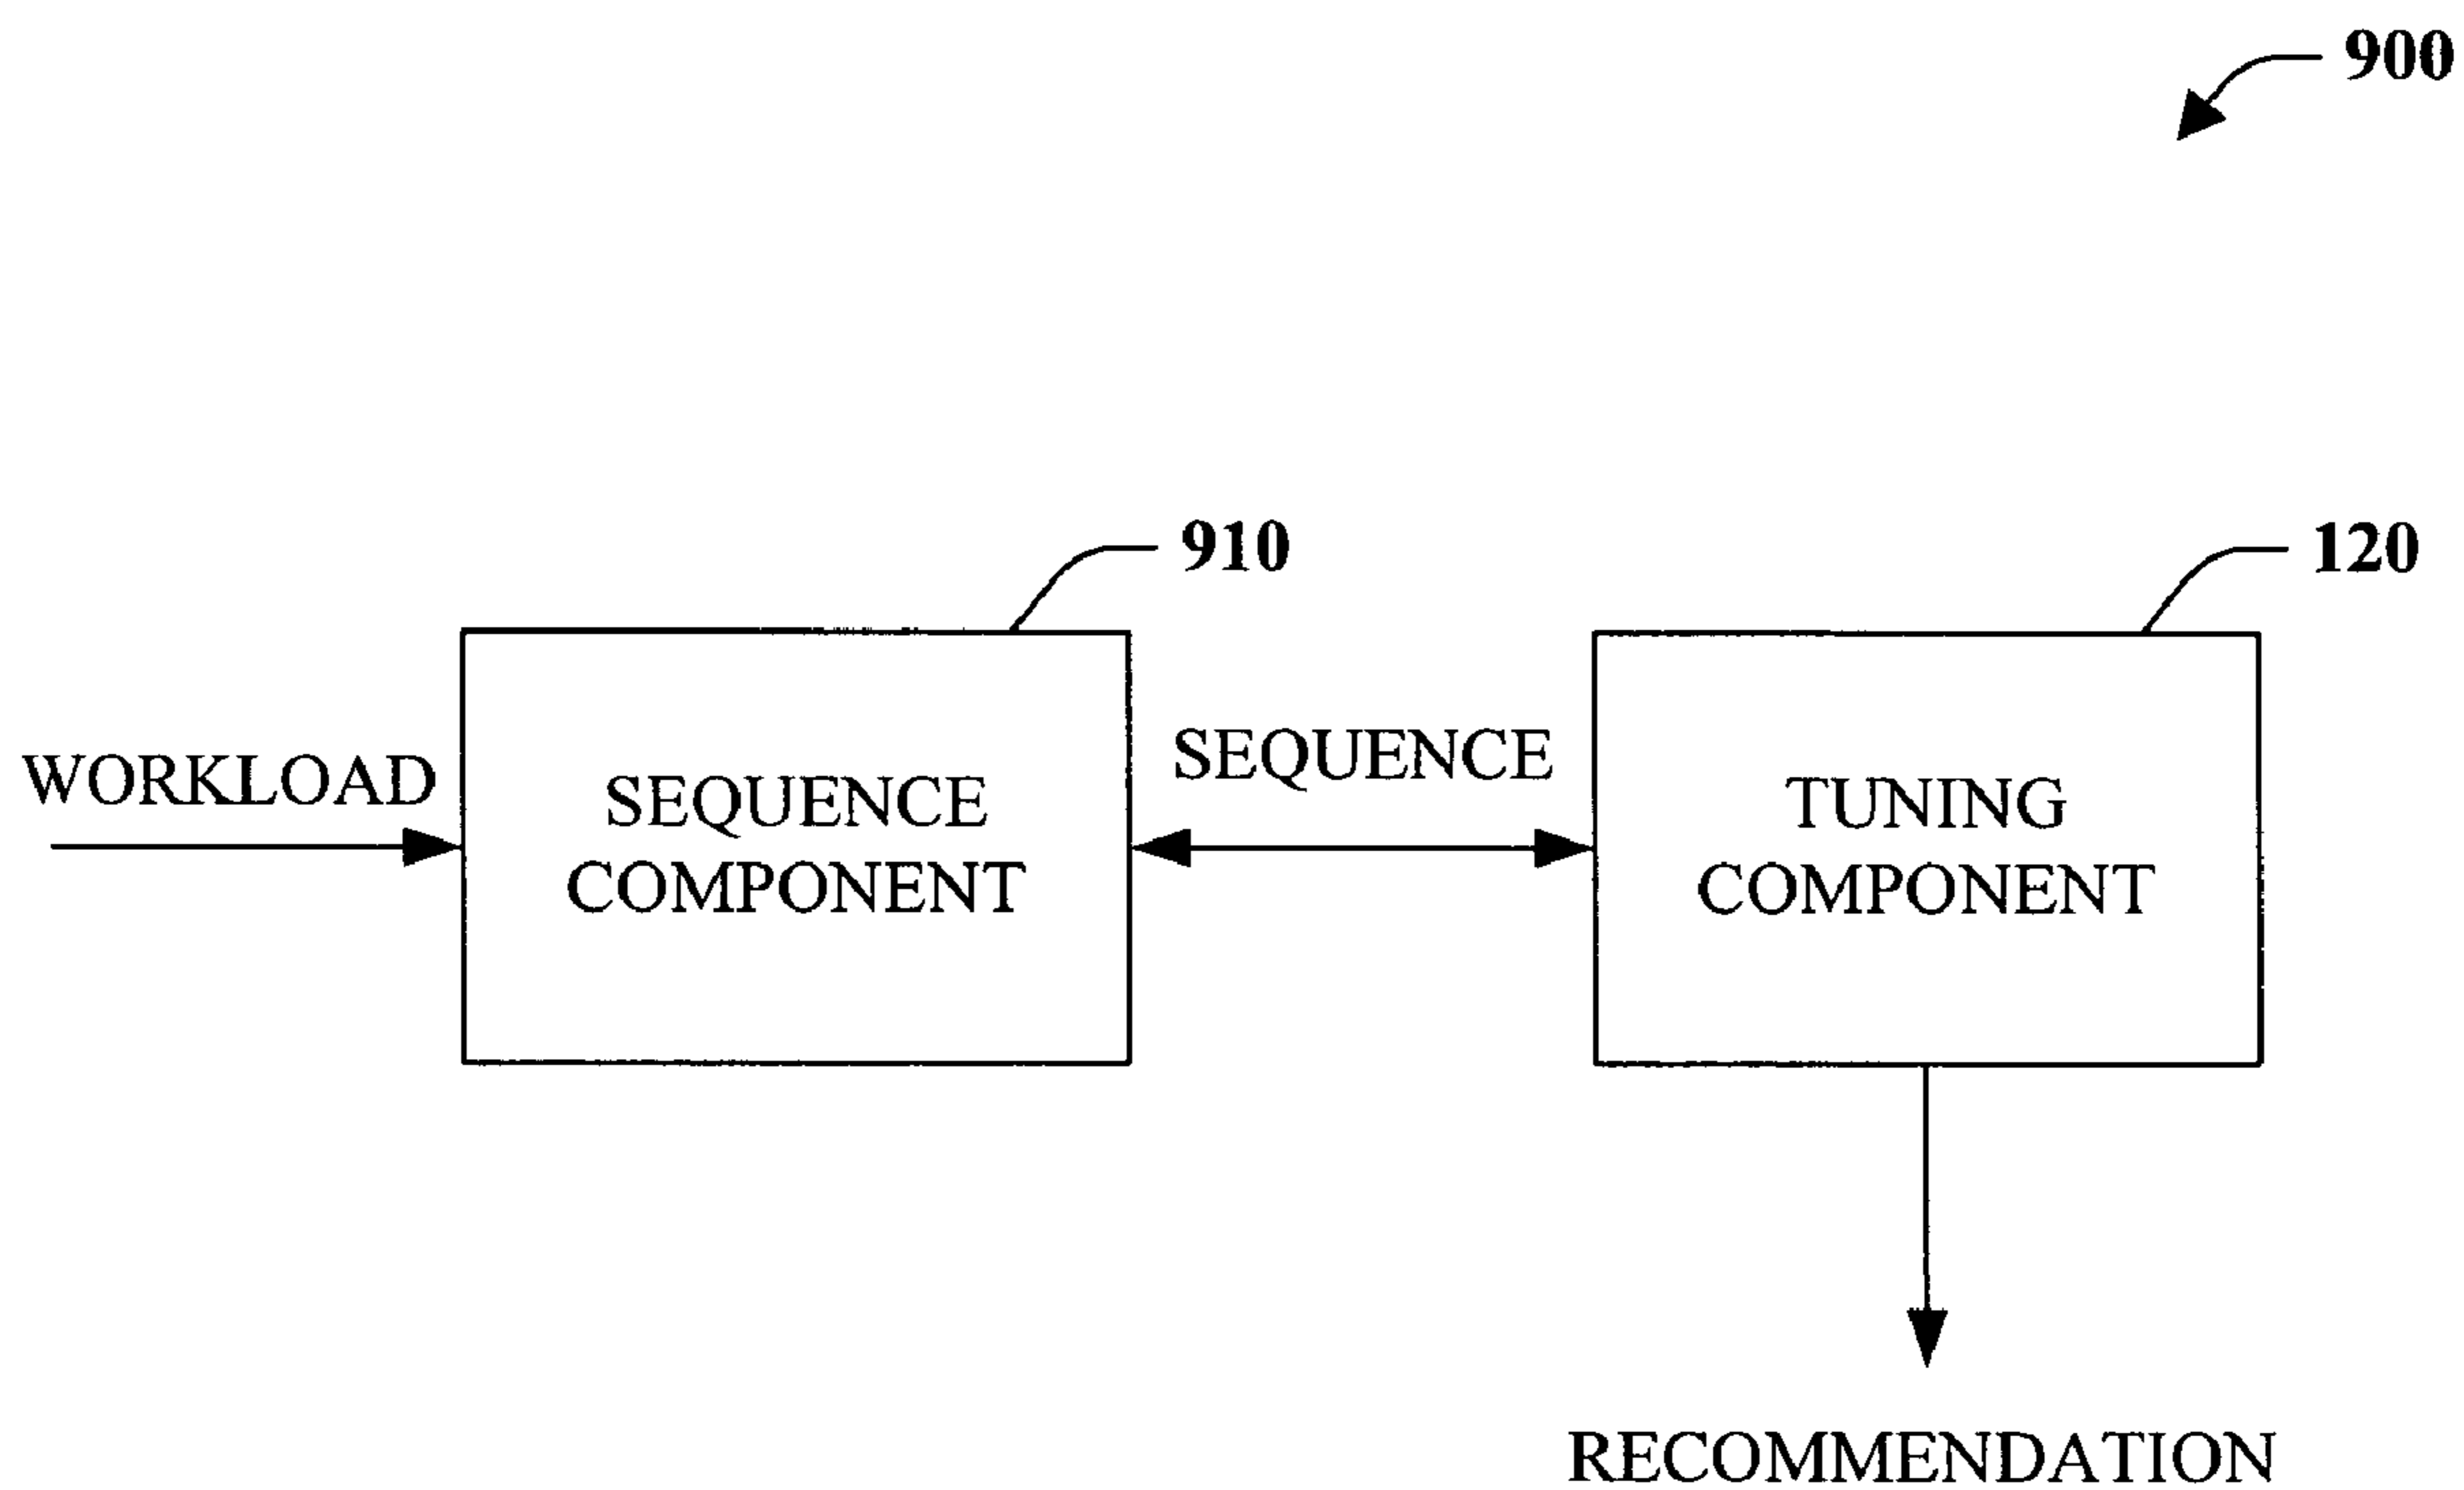 900
910
120
WORKLOAD
SEQUENCE
COMPONENT
SEQUENCE
TUNING
COMPONENT
RECOMMENDATION